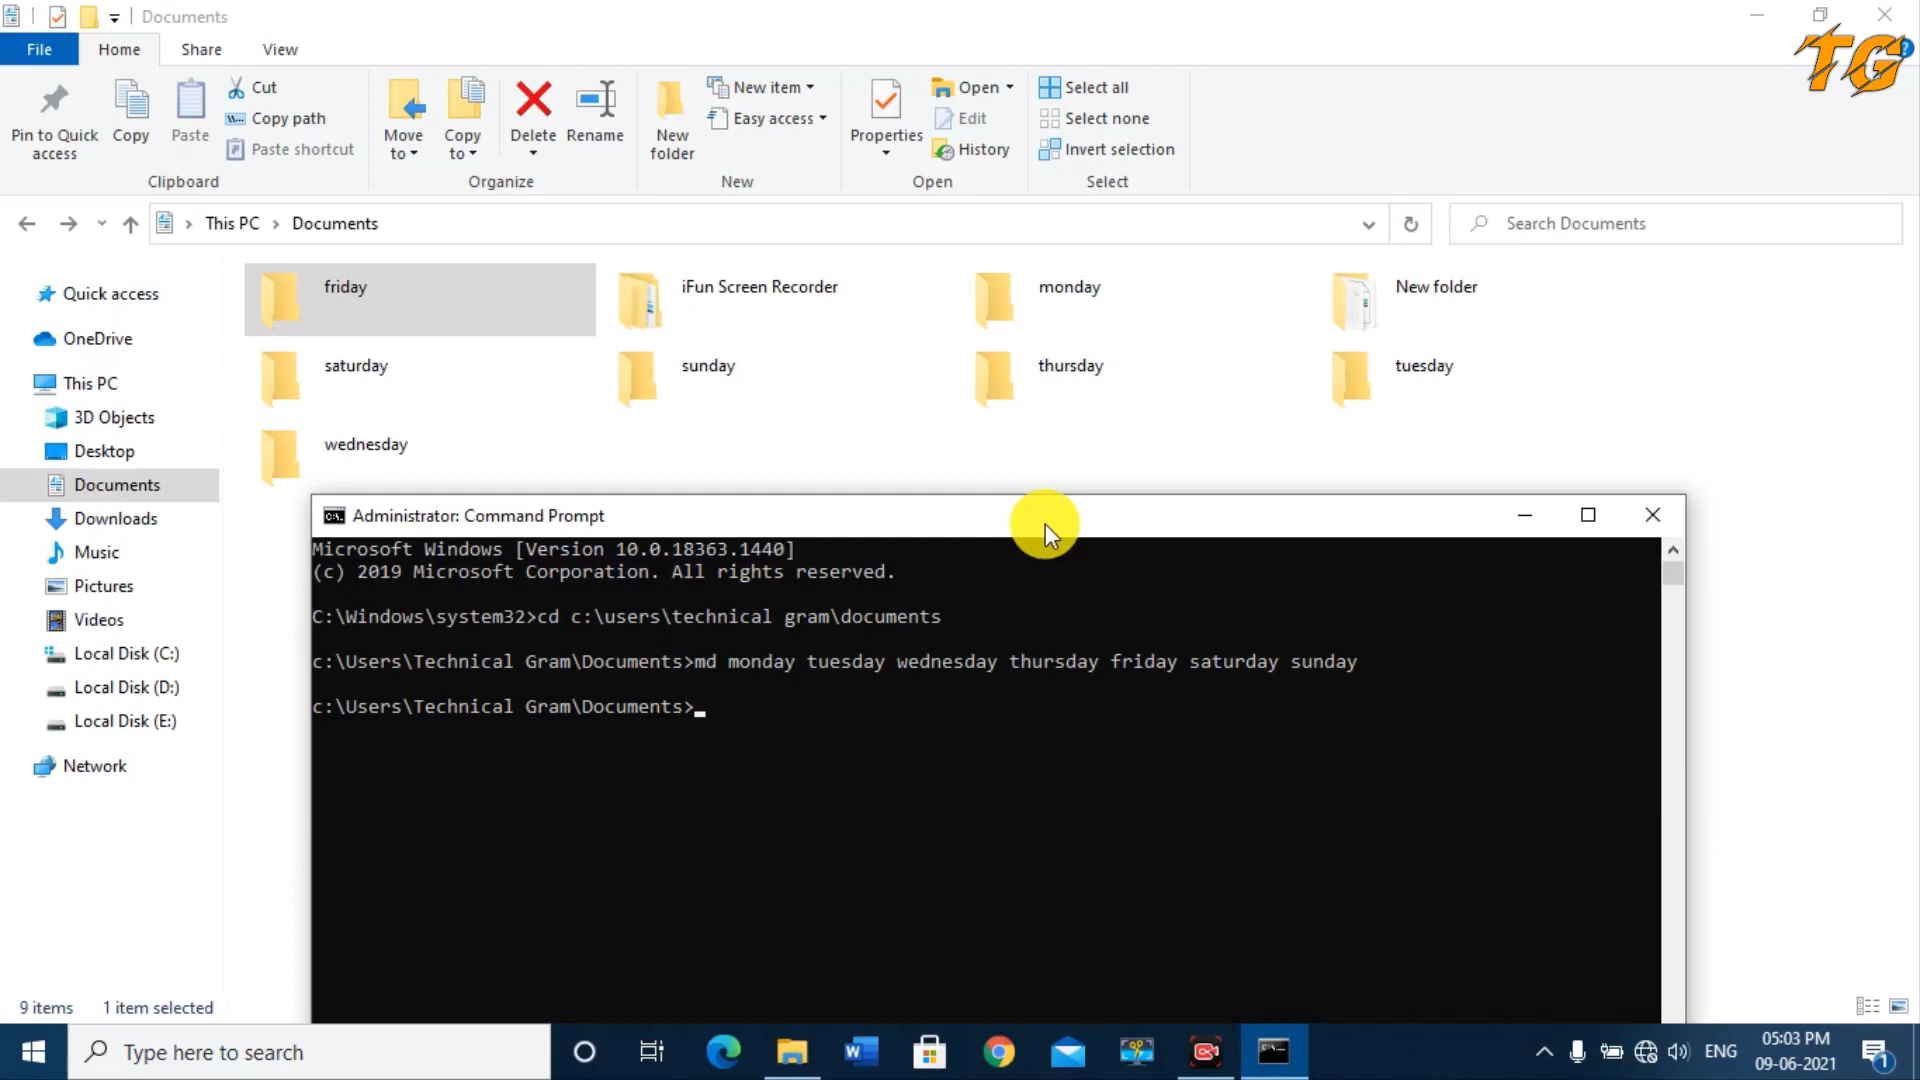 Documents
File Home Share View
TG
Pin to Quick access
Copy
Paste
Cut
Copy path
Paste shortcut
Clipboard
Move to
Copy to
Delete
Rename
Organize
New folder
New item
Easy access
New
Properties
Open
Edit
History
Open
Select all
Select none
Invert selection
Select
This PC > Documents
Search Documents
Quick access
OneDrive
This PC
3D Objects
Desktop
Documents
Downloads
Music
Pictures
Videos
Local Disk (C:)
Local Disk (D:)
Local Disk (E:)
Network
friday
iFun Screen Recorder
monday
New folder
saturday
sunday
thursday
tuesday
wednesday
Administrator: Command Prompt
Microsoft Windows [Version 10.0.18363.1440]
(c) 2019 Microsoft Corporation. All rights reserved.
C:\Windows\system32>cd c:\users\technical gram\documents
c:\Users\Technical Gram\Documents>md monday tuesday wednesday thursday friday saturday sunday
c:\Users\Technical Gram\Documents>
9 items 1 item selected
Type here to search
ENG
05:03 PM
09-06-2021
1